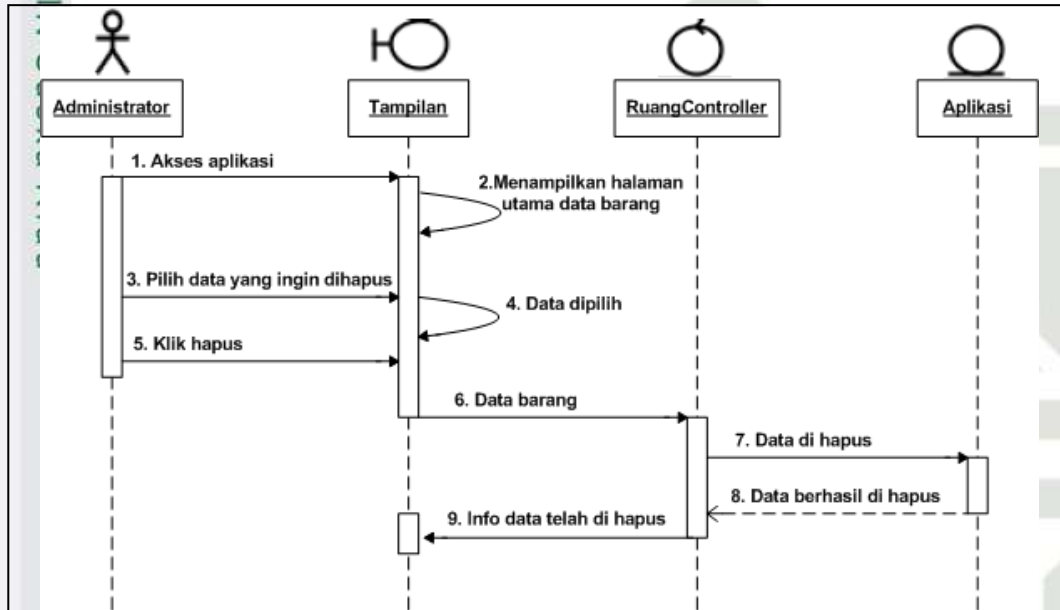 Administrator
Tampilan
RuangController
Aplikasi
1. Akses aplikasi
2.Menampilkan halaman
utama data barang
3. Pilih data yang ingin dihapus
4. Data dipilih
5. Klik hapus
6. Data barang
7. Data di hapus
8. Data berhasil di hapus
9. Info data telah di hapus